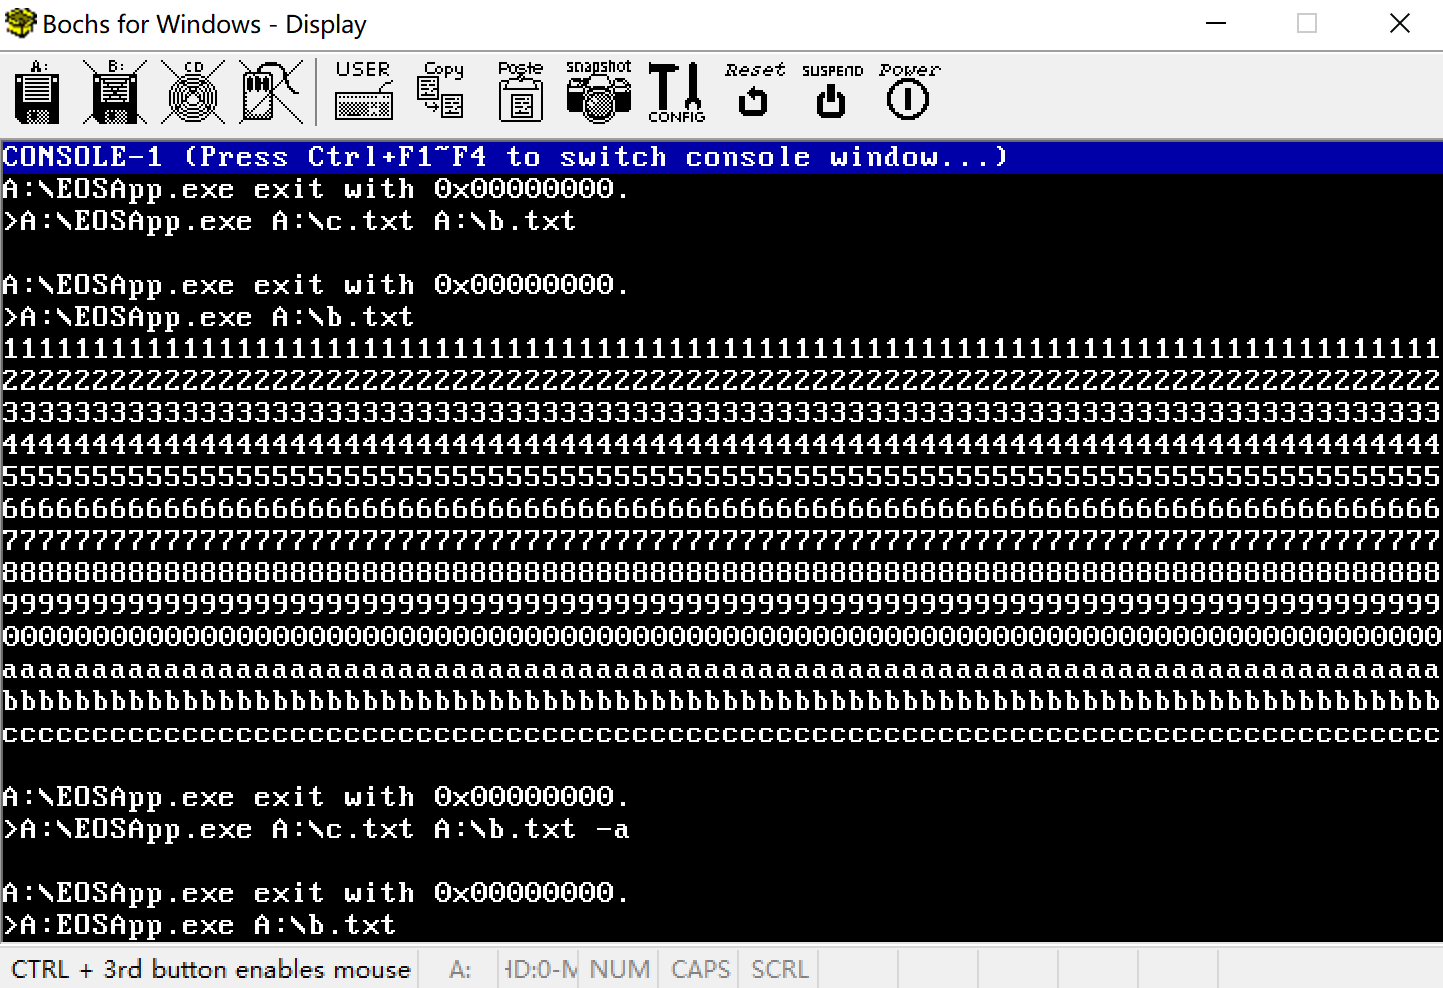 Bochs for Windows - Display
A: B: CD USER Copy Paste snapshot CONFIG Reset SUSPEND Power
CONSOLE-1 (Press Ctrl+F1~F4 to switch console window...)
A:\EOSApp.exe exit with 0x00000000.
>A:\EOSApp.exe A:\c.txt A:\b.txt
A:\EOSApp.exe exit with 0x00000000.
>A:\EOSApp.exe A:\b.txt
11111111111111111111111111111111111111111111111111111111111111111111111111111111
22222222222222222222222222222222222222222222222222222222222222222222222222222222
33333333333333333333333333333333333333333333333333333333333333333333333333333333
44444444444444444444444444444444444444444444444444444444444444444444444444444444
55555555555555555555555555555555555555555555555555555555555555555555555555555555
66666666666666666666666666666666666666666666666666666666666666666666666666666666
77777777777777777777777777777777777777777777777777777777777777777777777777777777
88888888888888888888888888888888888888888888888888888888888888888888888888888888
99999999999999999999999999999999999999999999999999999999999999999999999999999999
00000000000000000000000000000000000000000000000000000000000000000000000000000000
aaaaaaaaaaaaaaaaaaaaaaaaaaaaaaaaaaaaaaaaaaaaaaaaaaaaaaaaaaaaaaaaaaaaaaaaaaaaaaaa
bbbbbbbbbbbbbbbbbbbbbbbbbbbbbbbbbbbbbbbbbbbbbbbbbbbbbbbbbbbbbbbbbbbbbbbbbbbbbbbb
cccccccccccccccccccccccccccccccccccccccccccccccccccccccccccccccccccccccccccccccc
A:\EOSApp.exe exit with 0x00000000.
>A:\EOSApp.exe A:\c.txt A:\b.txt -a
A:\EOSApp.exe exit with 0x00000000.
>A:EOSApp.exe A:\b.txt
CTRL + 3rd button enables mouse A: HD:0-M NUM CAPS SCRL